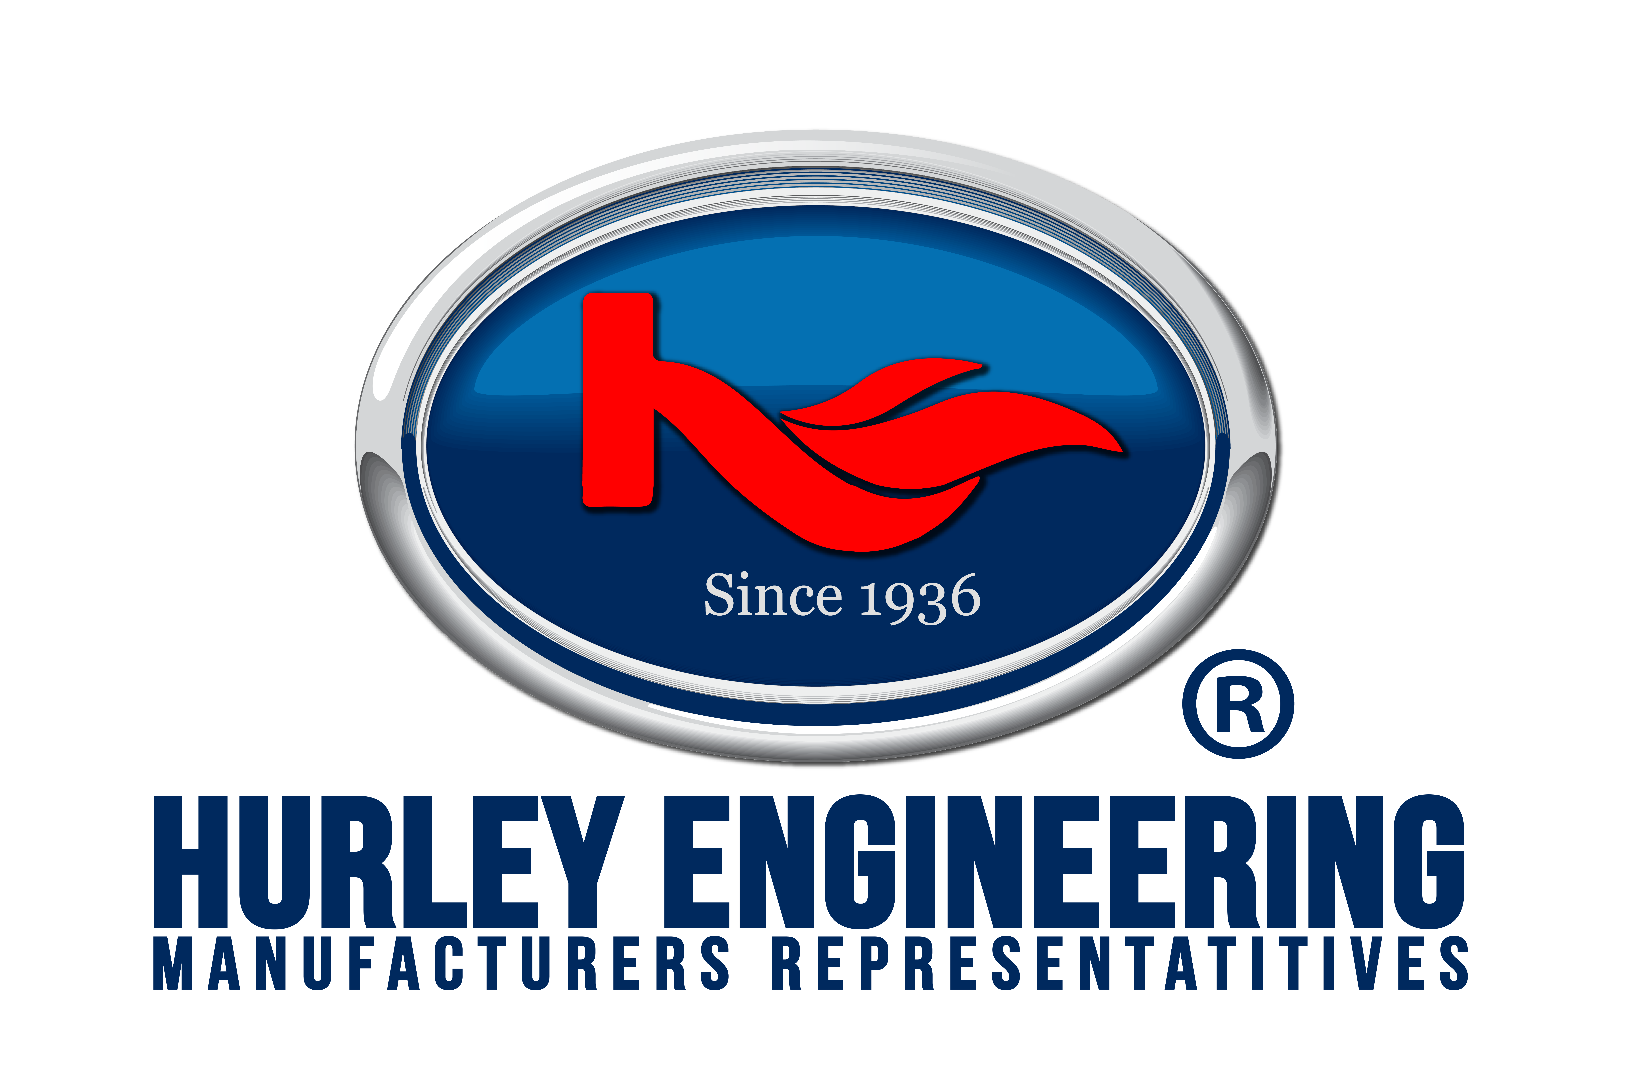 Since 1936
®
HURLEY ENGINEERING
MANUFACTURERS REPRESENTATITIVES